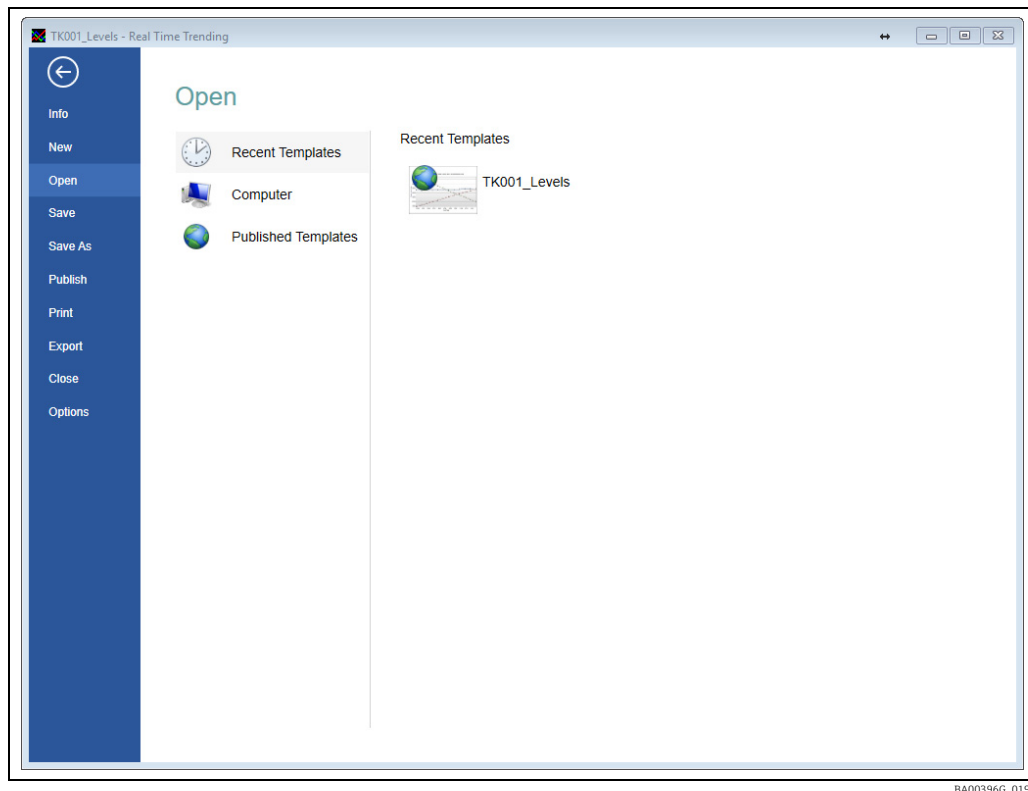 TK001_Levels - Real Time Trending
Info
New
Open
Save
Save As
Publish
Print
Export
Close
Options
Open
Recent Templates
Computer
Published Templates
Recent Templates
TK001_Levels
BA00396G_019